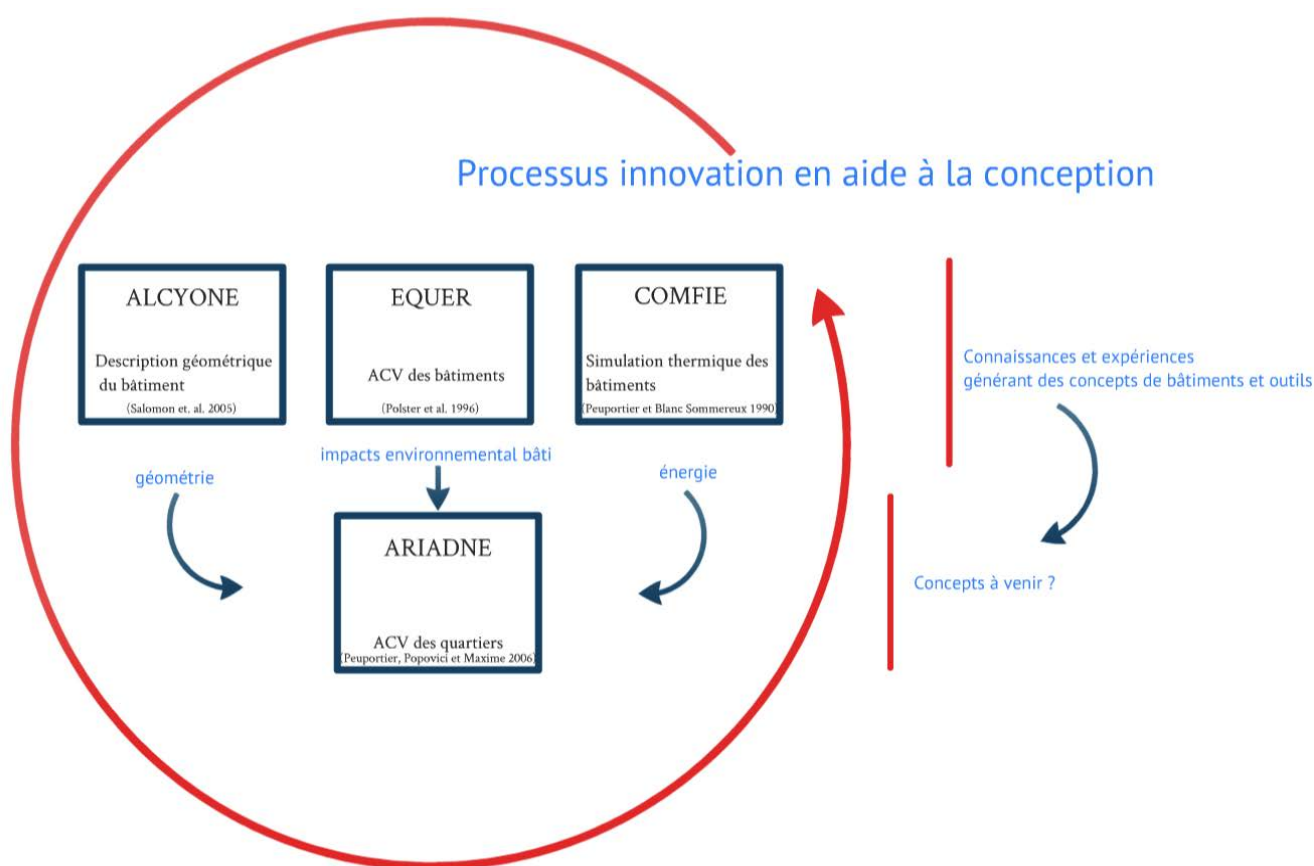 Processus innovation en aide à la conception
ALCYONE
Description géométrique
du bâtiment
(Salomon et. al. 2005)
EQUER
ACV des bâtiments
(Polster et al. 1996)
COMFIE
Simulation thermique des
bâtiments
(Peuportier et Blanc Sommereux 1990)
Connaissances et expériences
générant des concepts de bâtiments et outils
géométrie
impacts environnemental bâti
énergie
ARIADNE
ACV des quartiers
(Peuportier, Popovici et Maxime 2006)
Concepts à venir ?